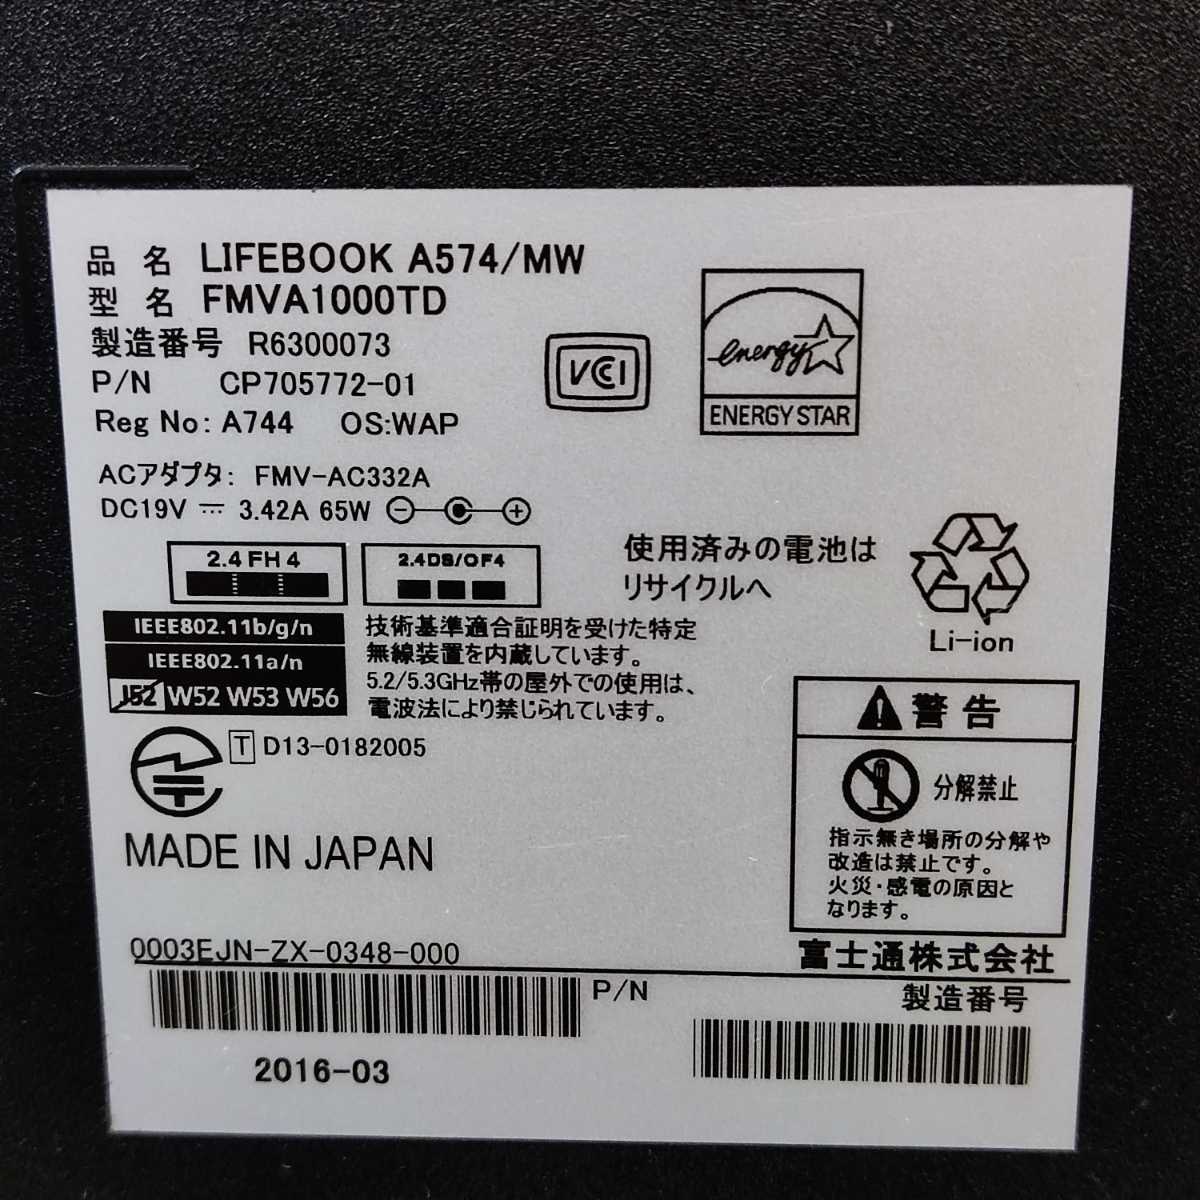 品 名 LIFEBOOK A574/MW
型 名 FMVA1000TD
製造番号 R6300073
P/N CP705772-01
Reg No: A744 OS:WAP
VCCI
energy
ENERGY STAR
ACアダプタ: FMV-AC332A
DC19V ⎓ 3.42A 65W
2.4 FH 4
2.4DS/OF4
使用済みの電池は
リサイクルへ
Li-ion
IEEE802.11b/g/n
IEEE802.11a/n
J52 W52 W53 W56
技術基準適合証明を受けた特定
無線装置を内蔵しています。
5.2/5.3GHz帯の屋外での使用は、
電波法により禁じられています。
T D13-0182005
MADE IN JAPAN
警告
分解禁止
指示無き場所の分解や
改造は禁止です。
火災・感電の原因と
なります。
0003EJN-ZX-0348-000
富士通株式会社
P/N
製造番号
2016-03